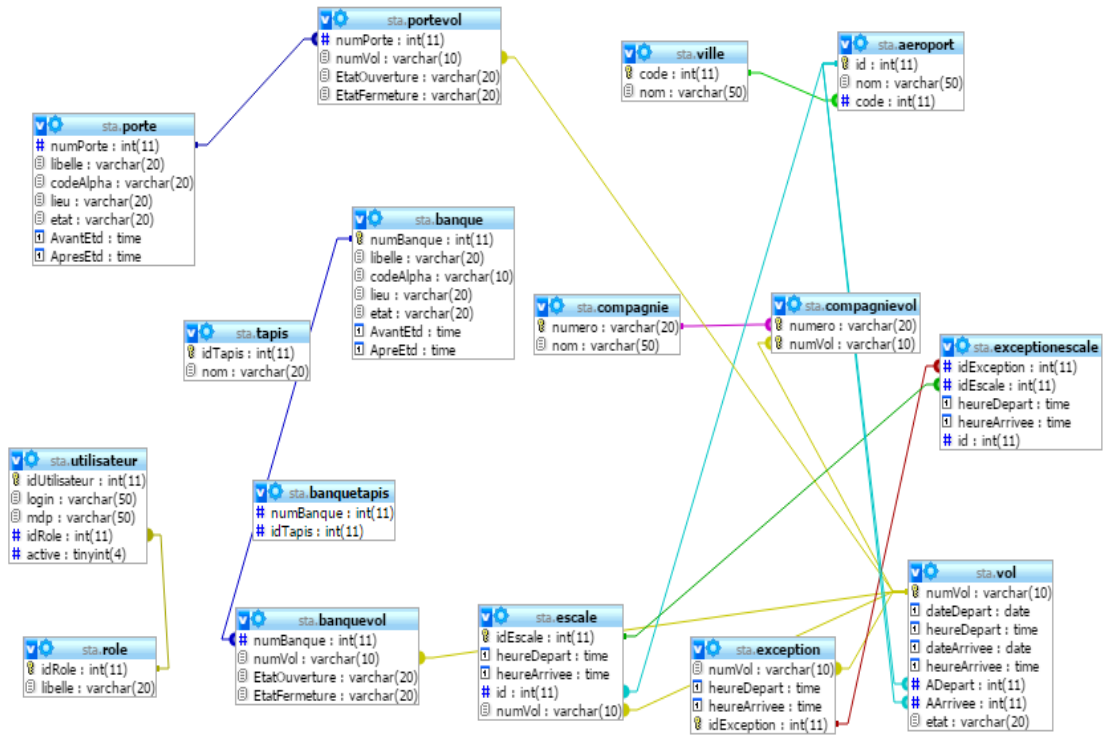 sta.portevol
numPorte : int(11)
numVol : varchar(10)
EtatOuverture : varchar(20)
EtatFermeture : varchar(20)
sta.ville
code : int(11)
nom : varchar(50)
sta.aeroport
id : int(11)
nom : varchar(50)
code : int(11)
sta.porte
numPorte : int(11)
libelle : varchar(20)
codeAlpha : varchar(20)
lieu : varchar(20)
etat : varchar(20)
AvantEtd : time
ApresEtd : time
sta.banque
numBanque : int(11)
libelle : varchar(20)
codeAlpha : varchar(10)
lieu : varchar(20)
etat : varchar(20)
AvantEtd : time
ApreEtd : time
sta.tapis
idTapis : int(11)
nom : varchar(20)
sta.compagnie
numero : varchar(20)
nom : varchar(50)
sta.compagnievol
numero : varchar(20)
numVol : varchar(10)
sta.exceptionescale
idException : int(11)
idEscale : int(11)
heureDepart : time
heureArrivee : time
id : int(11)
sta.utilisateur
idUtilisateur : int(11)
login : varchar(50)
mdp : varchar(50)
idRole : int(11)
active : tinyint(4)
sta.banquetapis
numBanque : int(11)
idTapis : int(11)
sta.role
idRole : int(11)
libelle : varchar(20)
sta.banquevol
numBanque : int(11)
numVol : varchar(10)
EtatOuverture : varchar(20)
EtatFermeture : varchar(20)
sta.escale
idEscale : int(11)
heureDepart : time
heureArrivee : time
id : int(11)
numVol : varchar(10)
sta.exception
numVol : varchar(10)
heureDepart : time
heureArrivee : time
idException : int(11)
sta.vol
numVol : varchar(10)
dateDepart : date
heureDepart : time
dateArrivee : date
heureArrivee : time
ADepart : int(11)
AArrivee : int(11)
etat : varchar(20)